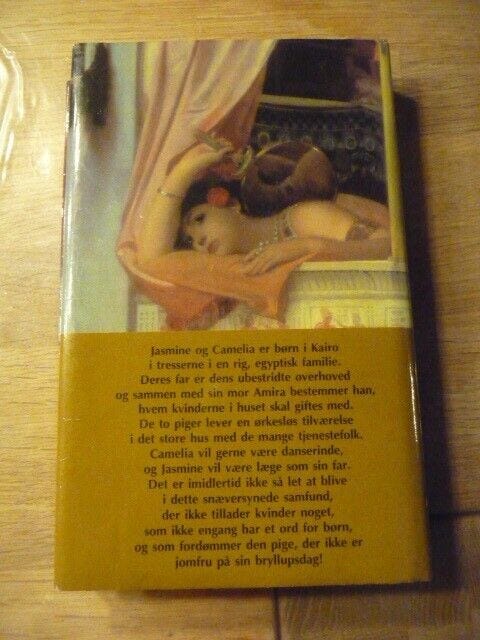 Jasmine og Camelia er børn i Kairo
i tresserne i en rig, egyptisk familie.
Deres far er dens ubestridte overhoved
og sammen med sin mor Amira bestemmer han,
hvem kvinderne i huset skal giftes med.
De to piger lever en ørkesløs tilværelse
i det store hus med de mange tjenestefolk.
Camelia vil gerne være danserinde,
og Jasmine vil være læge som sin far.
Det er imidlertid ikke så let at blive
i dette snæversynede samfund,
der ikke tillader kvinder noget,
som ikke engang har et ord for børn,
og som fordømmer den pige, der ikke er
jomfru på sin bryllupsdag!